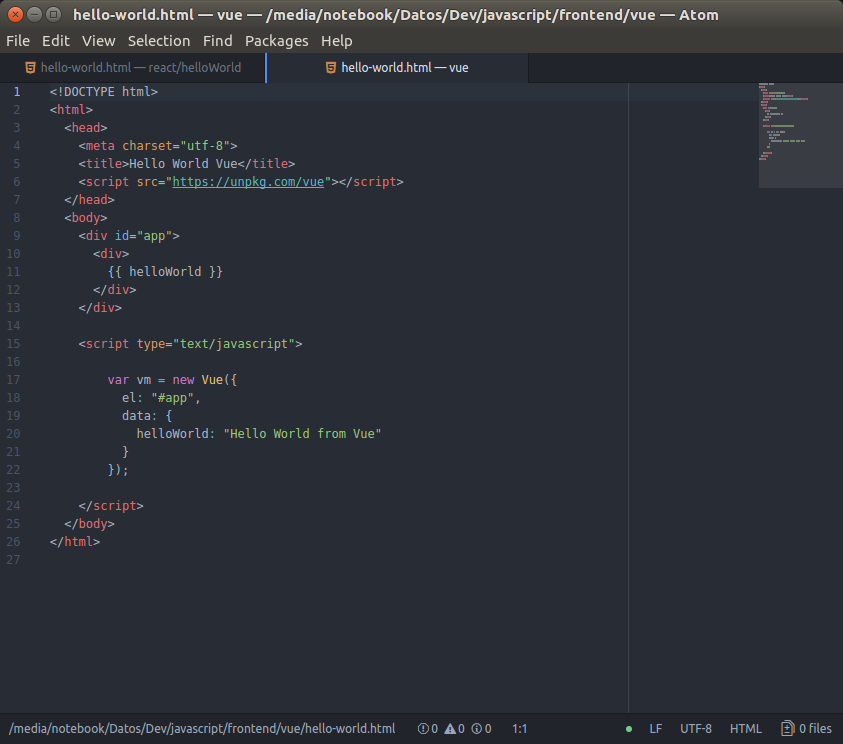 hello-world.html — vue — /media/notebook/Datos/Dev/javascript/frontend/vue — Atom
File Edit View Selection Find Packages Help
hello-world.html — react/helloWorld hello-world.html — vue
1 <!DOCTYPE html>
2 <html>
3 <head>
4 <meta charset="utf-8">
5 <title>Hello World Vue</title>
6 <script src="https://unpkg.com/vue"></script>
7 </head>
8 <body>
9 <div id="app">
10 <div>
11 {{ helloWorld }}
12 </div>
13 </div>
14
15 <script type="text/javascript">
16
17 var vm = new Vue({
18 el: "#app",
19 data: {
20 helloWorld: "Hello World from Vue"
21 }
22 });
23
24 </script>
25 </body>
26 </html>
27
/media/notebook/Datos/Dev/javascript/frontend/vue/hello-world.html 0 0 0 1:1 LF UTF-8 HTML 0 files